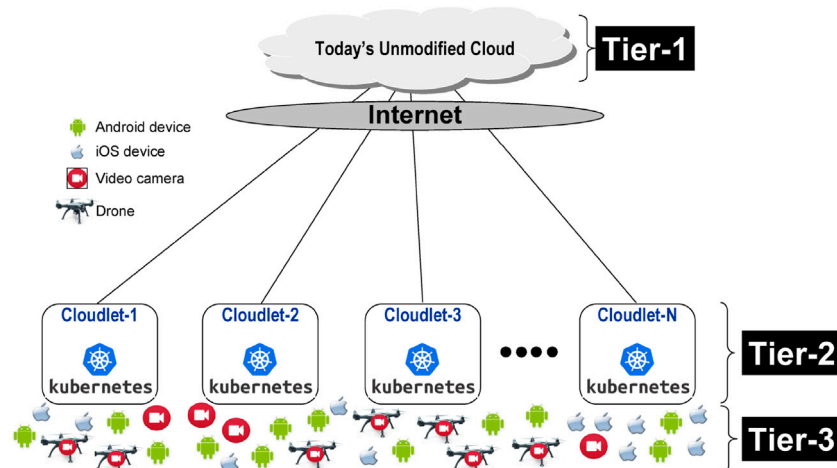 Today's Unmodified Cloud
Tier-1
Internet
Android device
iOS device
Video camera
Drone
Cloudlet-1
Cloudlet-2
Cloudlet-3
Cloudlet-N
kubernetes
kubernetes
kubernetes
kubernetes
Tier-2
Tier-3